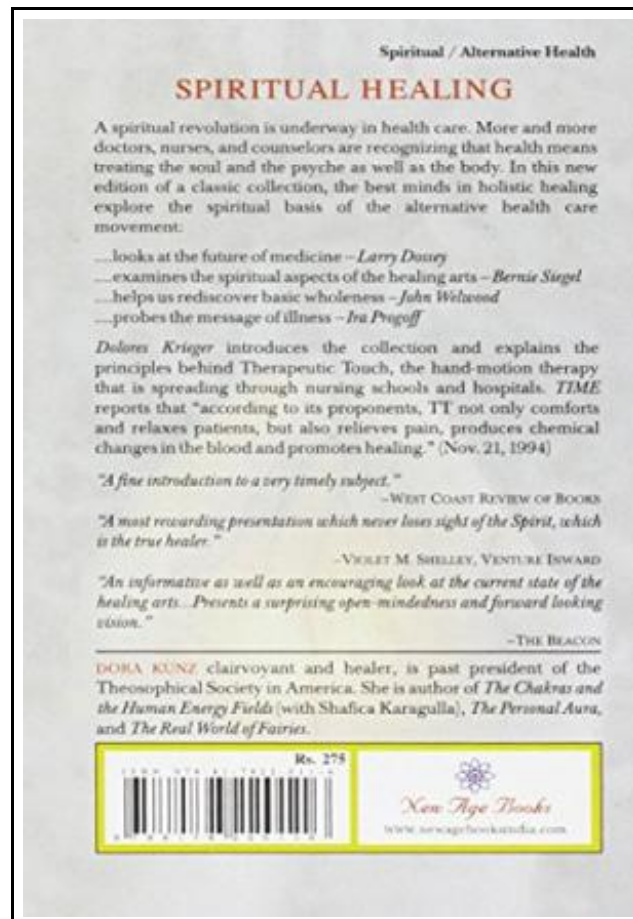 Spiritual / Alternative Health
SPIRITUAL HEALING
A spiritual revolution is underway in health care. More and more
doctors, nurses, and counselors are recognizing that health means
treating the soul and the psyche as well as the body. In this new
edition of a classic collection, the best minds in holistic healing
explore the spiritual basis of the alternative health care
movement:
....looks at the future of medicine – Larry Dossey
....examines the spiritual aspects of the healing arts – Bernie Siegel
....helps us rediscover basic wholeness – John Welwood
....probes the message of illness – Ira Progoff
Dolores Krieger introduces the collection and explains the
principles behind Therapeutic Touch, the hand-motion therapy
that is spreading through nursing schools and hospitals. TIME
reports that "according to its proponents, TT not only comforts
and relaxes patients, but also relieves pain, produces chemical
changes in the blood and promotes healing." (Nov. 21, 1994)
"A fine introduction to a very timely subject."
–WEST COAST REVIEW OF BOOKS
"A most rewarding presentation which never loses sight of the Spirit, which
is the true healer."
–VIOLET M. SHELLEY, VENTURE INWARD
"An informative as well as an encouraging look at the current state of the
healing arts...Presents a surprising open-mindedness and forward looking
vision."
–THE BEACON
DORA KUNZ clairvoyant and healer, is past president of the
Theosophical Society in America. She is author of The Chakras and
the Human Energy Fields (with Shafica Karagulla), The Personal Aura,
and The Real World of Fairies.
Rs. 275
New Age Books
www.newagebooksindia.com